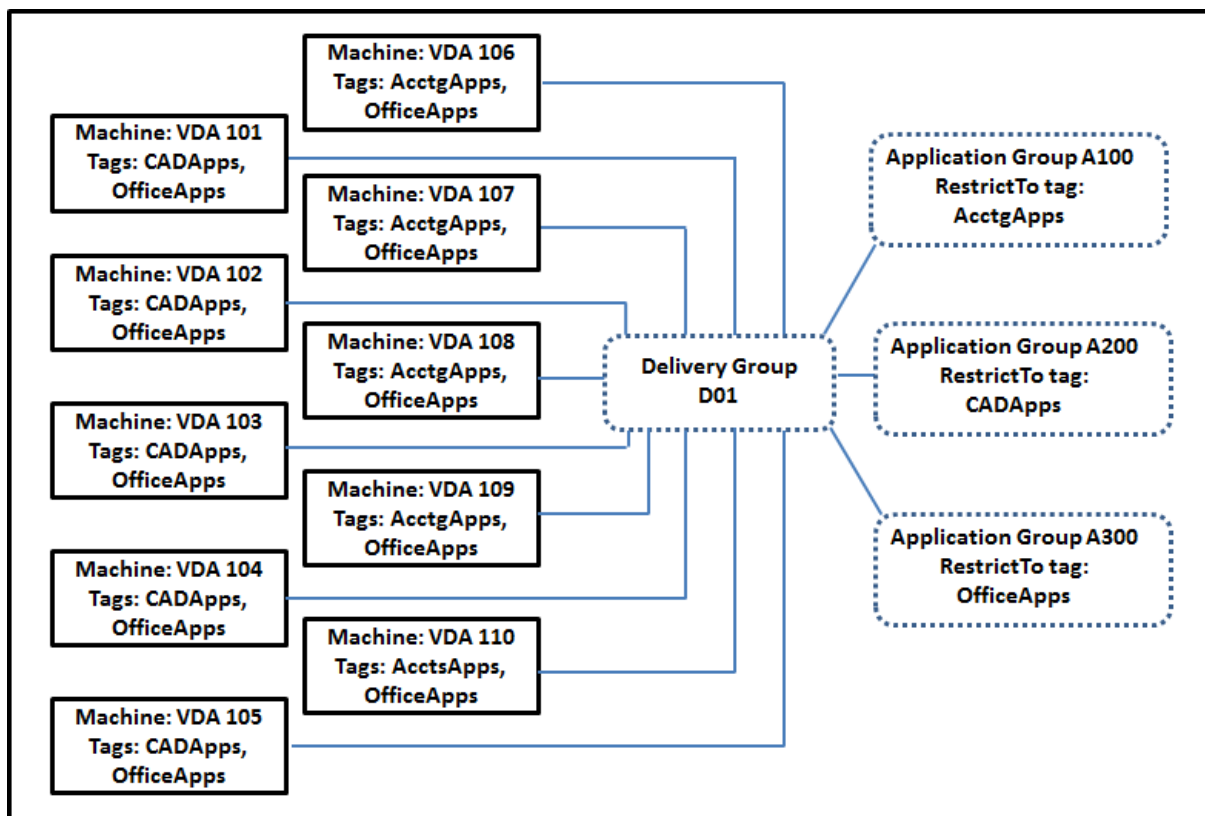 Machine: VDA 106
Tags: AcctgApps,
OfficeApps
Machine: VDA 101
Tags: CADApps,
OfficeApps
Machine: VDA 107
Tags: AcctgApps,
OfficeApps
Machine: VDA 102
Tags: CADApps,
OfficeApps
Machine: VDA 108
Tags: AcctgApps,
OfficeApps
Machine: VDA 103
Tags: CADApps,
OfficeApps
Machine: VDA 109
Tags: AcctgApps,
OfficeApps
Machine: VDA 104
Tags: CADApps,
OfficeApps
Machine: VDA 110
Tags: AcctsApps,
OfficeApps
Machine: VDA 105
Tags: CADApps,
OfficeApps
Delivery Group
D01
Application Group A100
RestrictTo tag:
AcctgApps
Application Group A200
RestrictTo tag:
CADApps
Application Group A300
RestrictTo tag:
OfficeApps